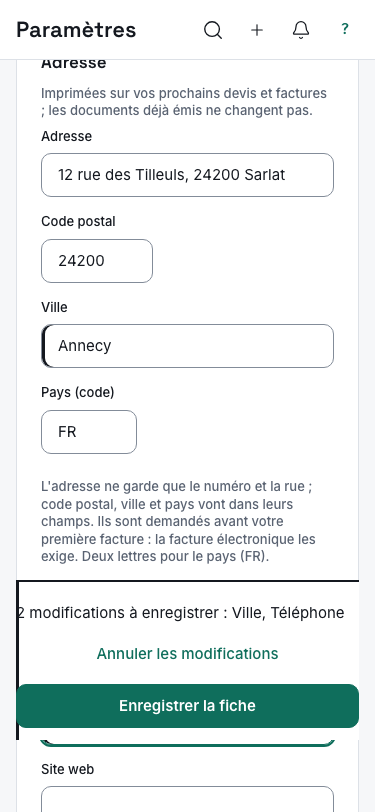 Paramètres
?
Adresse
Imprimées sur vos prochains devis et factures
; les documents déjà émis ne changent pas.
Adresse
12 rue des Tilleuls, 24200 Sarlat
Code postal
24200
Ville
Annecy
Pays (code)
FR
L'adresse ne garde que le numéro et la rue ;
code postal, ville et pays vont dans leurs
champs. Ils sont demandés avant votre
première facture : la facture électronique les
exige. Deux lettres pour le pays (FR).
2 modifications à enregistrer : Ville, Téléphone
Annuler les modifications
Enregistrer la fiche
Site web